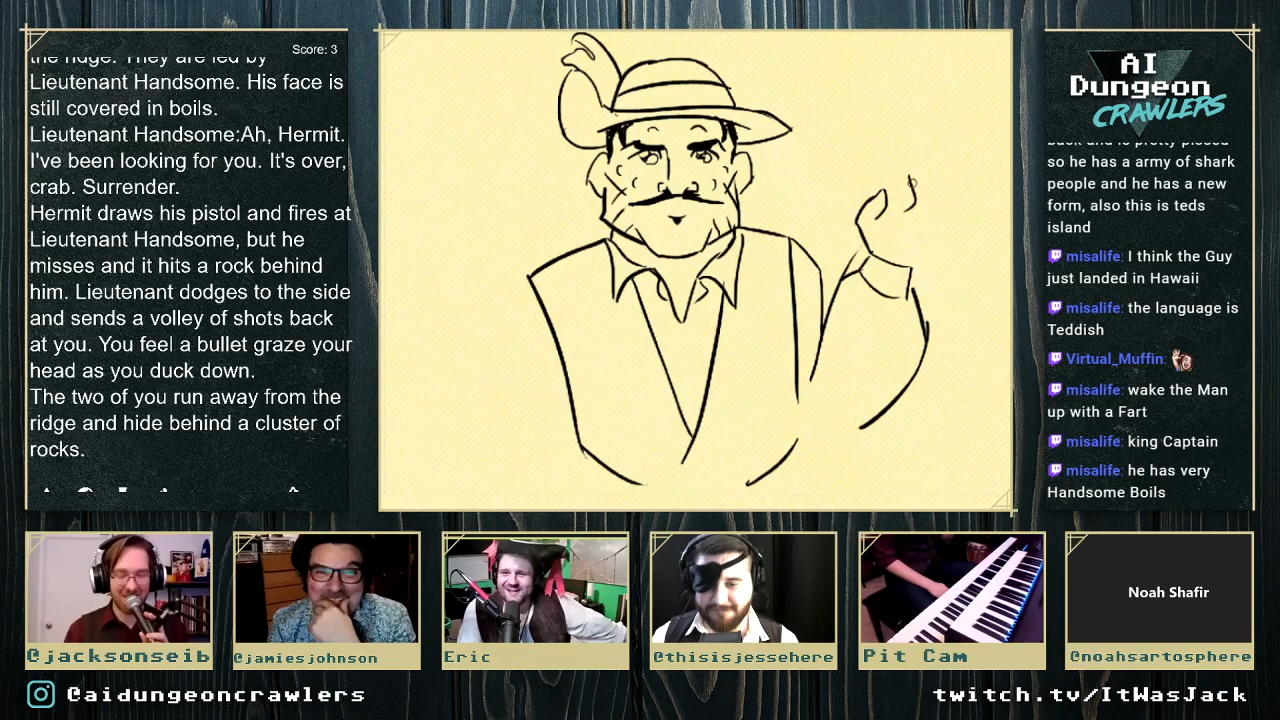 Score: 3
the ridge. They are led by
Lieutenant Handsome. His face is
still covered in boils.
Lieutenant Handsome:Ah, Hermit.
I've been looking for you. It's over,
crab. Surrender.
Hermit draws his pistol and fires at
Lieutenant Handsome, but he
misses and it hits a rock behind
him. Lieutenant dodges to the side
and sends a volley of shots back
at you. You feel a bullet graze your
head as you duck down.
The two of you run away from the
ridge and hide behind a cluster of
rocks.
AI
Dungeon
CRAWLERS
back and is pretty pissed
so he has a army of shark
people and he has a new
form, also this is teds
island
misalife: I think the Guy
just landed in Hawaii
misalife: the language is
Teddish
Virtual_Muffin:
misalife: wake the Man
up with a Fart
misalife: king Captain
misalife: he has very
Handsome Boils
@jacksonseib
@jamiesjohnson
Eric
@thisisjessehere
Pit Cam
Noah Shafir
@noahsartosphere
@aidungeoncrawlers
twitch.tv/ItWasJack